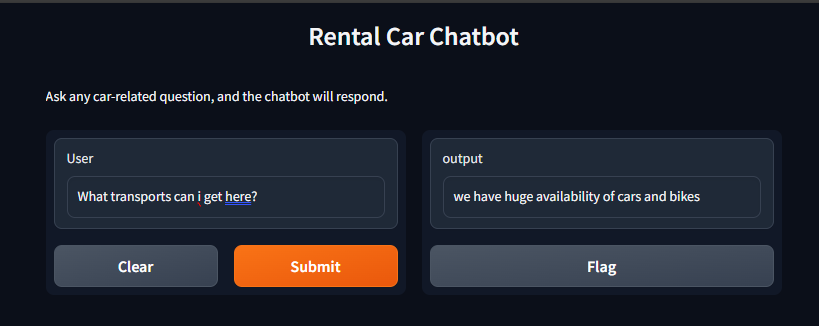 Rental Car Chatbot
Ask any car-related question, and the chatbot will respond.
User
What transports can i get here?
Clear
Submit
output
we have huge availability of cars and bikes
Flag